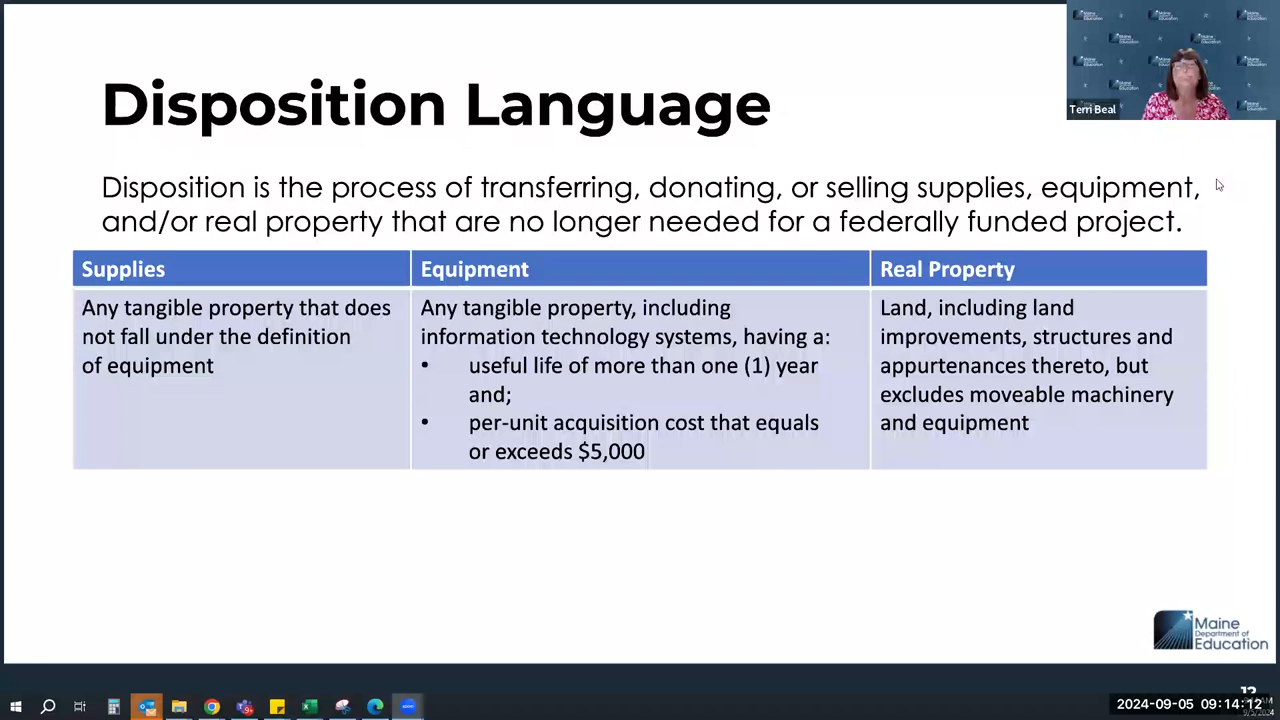 Disposition Language
Terri Beal
Disposition is the process of transferring, donating, or selling supplies, equipment,
and/or real property that are no longer needed for a federally funded project.
Supplies
Any tangible property that does
not fall under the definition
of equipment
Equipment
Any tangible property, including
information technology systems, having a:
• useful life of more than one (1) year
and;
• per-unit acquisition cost that equals
or exceeds $5,000
Real Property
Land, including land
improvements, structures and
appurtenances thereto, but
excludes moveable machinery
and equipment
Maine
Department of
Education
2024-09-05 09:14:12